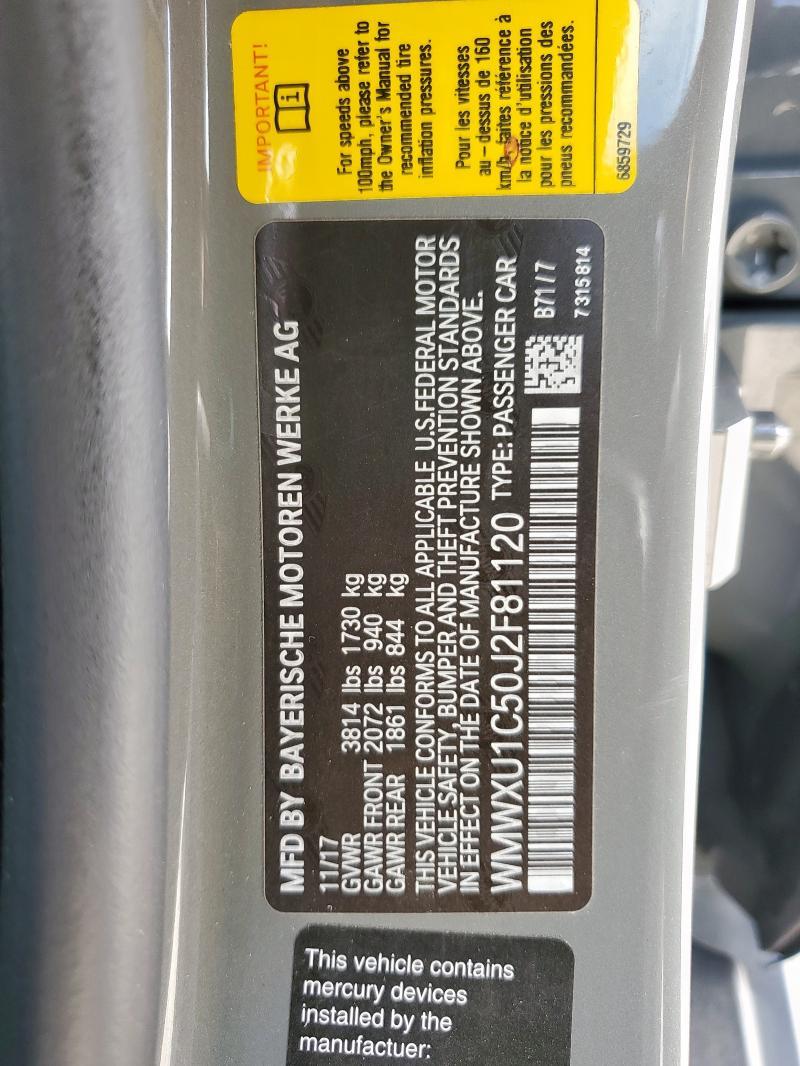 IMPORTANT!
For speeds above
100mph, please refer to
the Owner's Manual for
recommended tire
inflation pressures.
Pour les vitesses
au - dessus de 160
km/h, faites référence à
la notice d'utilisation
pour les pressions des
pneus recommandées.
6859729
MFD BY BAYERISCHE MOTOREN WERKE AG
11/17
GVWR 3814 lbs 1730 kg
GAWR FRONT 2072 lbs 940 kg
GAWR REAR 1861 lbs 844 kg
THIS VEHICLE CONFORMS TO ALL APPLICABLE U.S.FEDERAL MOTOR
VEHICLE SAFETY, BUMPER AND THEFT PREVENTION STANDARDS
IN EFFECT ON THE DATE OF MANUFACTURE SHOWN ABOVE.
WMWXU1C50J2F81120 TYPE: PASSENGER CAR
B71/7
7 315 814
This vehicle contains
mercury devices
installed by the
manufactuer: